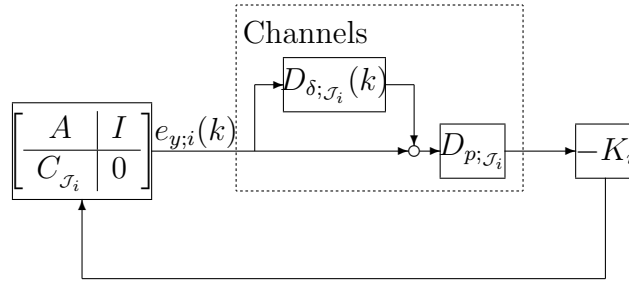 Channels
D_{δ;𝒥_i}(k)
A I
C_{𝒥_i} 0
e_{y;i}(k)
D_{p;𝒥_i}
−K